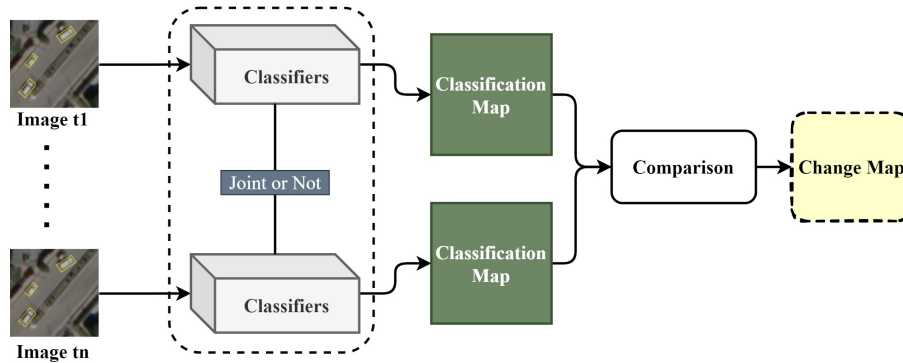 Image t1
Classifiers
Classification
Map
Joint or Not
Comparison
Change Map
Classification
Map
Classifiers
Image tn